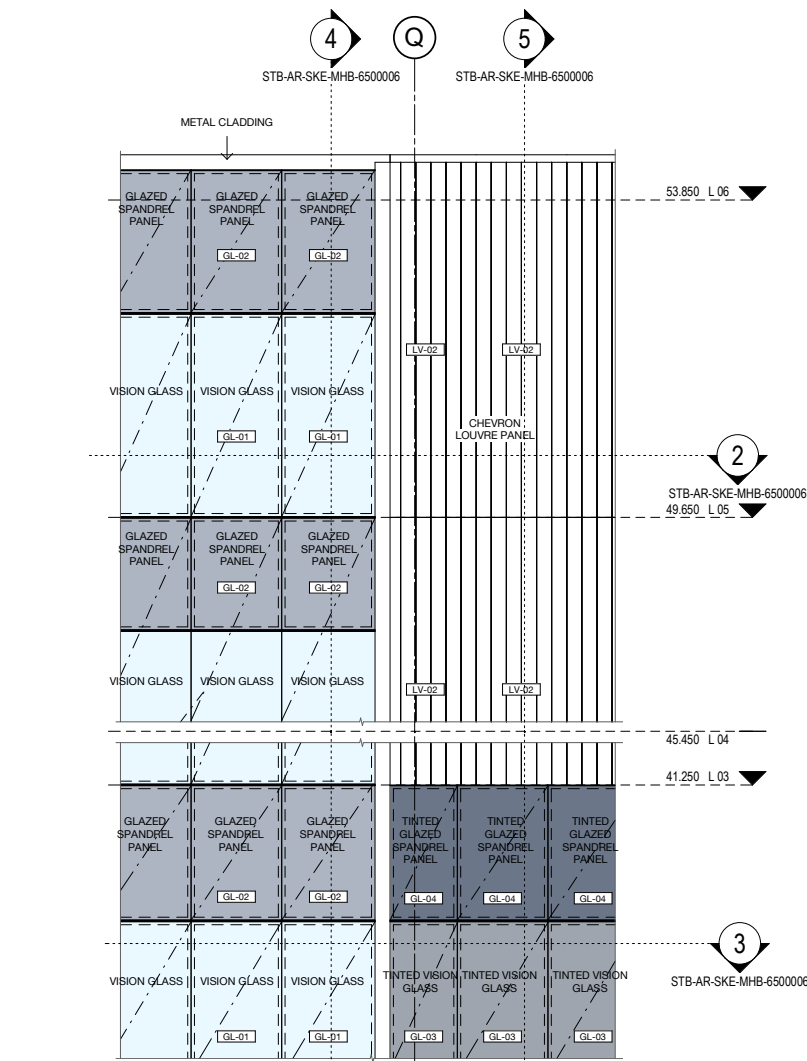 4
Q
5
STB-AR-SKE-MHB-6500006
STB-AR-SKE-MHB-6500006
METAL CLADDING
53.850 L 06
GLAZED
SPANDREL
PANEL
GLAZED
SPANDREL
PANEL
GLAZED
SPANDREL
PANEL
GL-02
GL-02
LV-02
LV-02
VISION GLASS
VISION GLASS
VISION GLASS
CHEVRON
LOUVRE PANEL
GL-01
GL-01
2
STB-AR-SKE-MHB-6500006
49.650 L 05
GLAZED
SPANDREL
PANEL
GLAZED
SPANDREL
PANEL
GLAZED
SPANDREL
PANEL
GL-02
GL-02
VISION GLASS
VISION GLASS
VISION GLASS
LV-02
LV-02
45.450 L 04
41.250 L 03
GLAZED
SPANDREL
PANEL
GLAZED
SPANDREL
PANEL
GLAZED
SPANDREL
PANEL
TINTED
GLAZED
SPANDREL
PANEL
TINTED
GLAZED
SPANDREL
PANEL
TINTED
GLAZED
SPANDREL
PANEL
GL-02
GL-02
GL-04
GL-04
GL-04
3
STB-AR-SKE-MHB-6500006
VISION GLASS
VISION GLASS
VISION GLASS
TINTED VISION
GLASS
TINTED VISION
GLASS
TINTED VISION
GLASS
GL-01
GL-01
GL-03
GL-03
GL-03